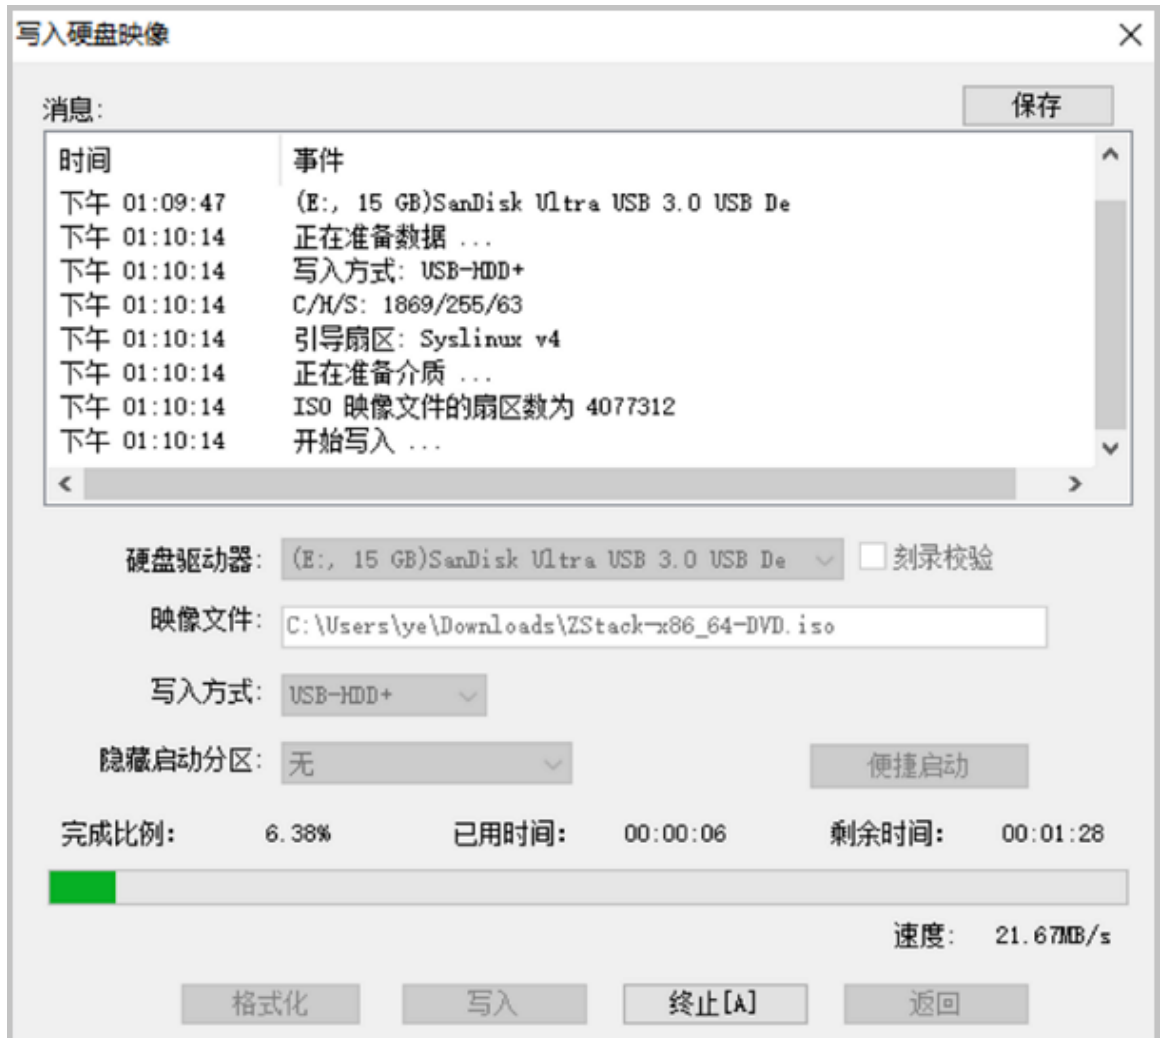 写入硬盘映像
消息:
保存
时间 事件
下午 01:09:47 (E:, 15 GB)SanDisk Ultra USB 3.0 USB De
下午 01:10:14 正在准备数据 ...
下午 01:10:14 写入方式: USB-HDD+
下午 01:10:14 C/H/S: 1869/255/63
下午 01:10:14 引导扇区: Syslinux v4
下午 01:10:14 正在准备介质 ...
下午 01:10:14 ISO 映像文件的扇区数为 4077312
下午 01:10:14 开始写入 ...
硬盘驱动器: (E:, 15 GB)SanDisk Ultra USB 3.0 USB De 刻录校验
映像文件: C:\Users\ye\Downloads\ZStack-x86_64-DVD.iso
写入方式: USB-HDD+
隐藏启动分区: 无 便捷启动
完成比例: 6.38% 已用时间: 00:00:06 剩余时间: 00:01:28
速度: 21.67MB/s
格式化 写入 终止[A] 返回